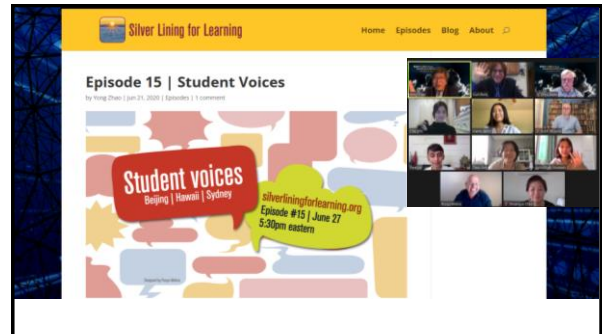 Silver Lining for Learning
Home Episodes Blog About
Episode 15 | Student Voices
by Yong Zhao | Jun 21, 2020 | Episodes | 1 comment
Student voices
Beijing | Hawaii | Sydney
silverliningforlearning.org
Episode #15 | June 27
5:30pm eastern